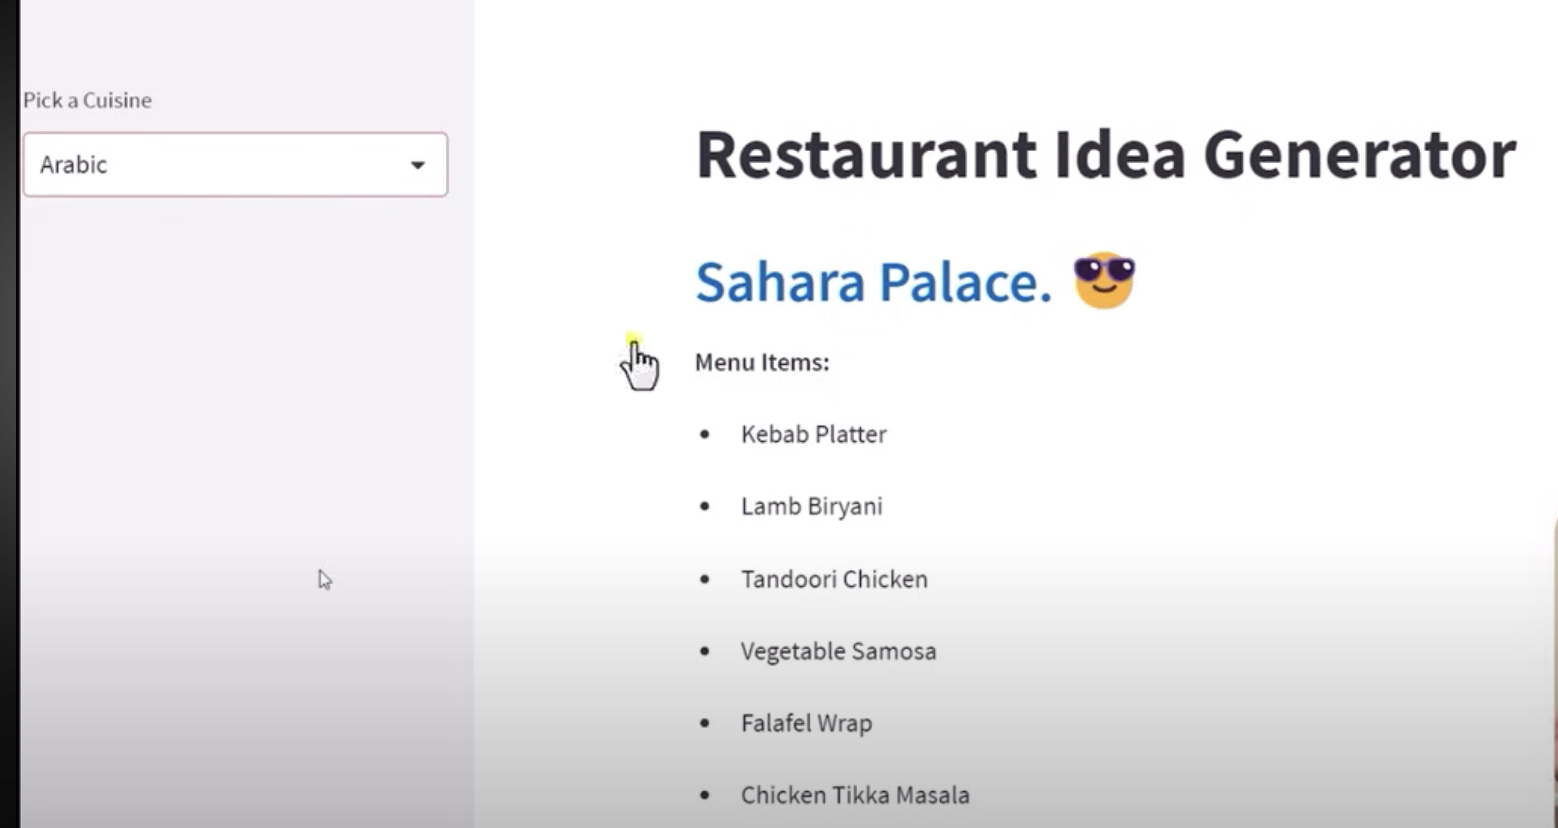 Pick a Cuisine
Arabic
Restaurant Idea Generator
Sahara Palace. 😎
Menu Items:
• Kebab Platter
• Lamb Biryani
• Tandoori Chicken
• Vegetable Samosa
• Falafel Wrap
• Chicken Tikka Masala